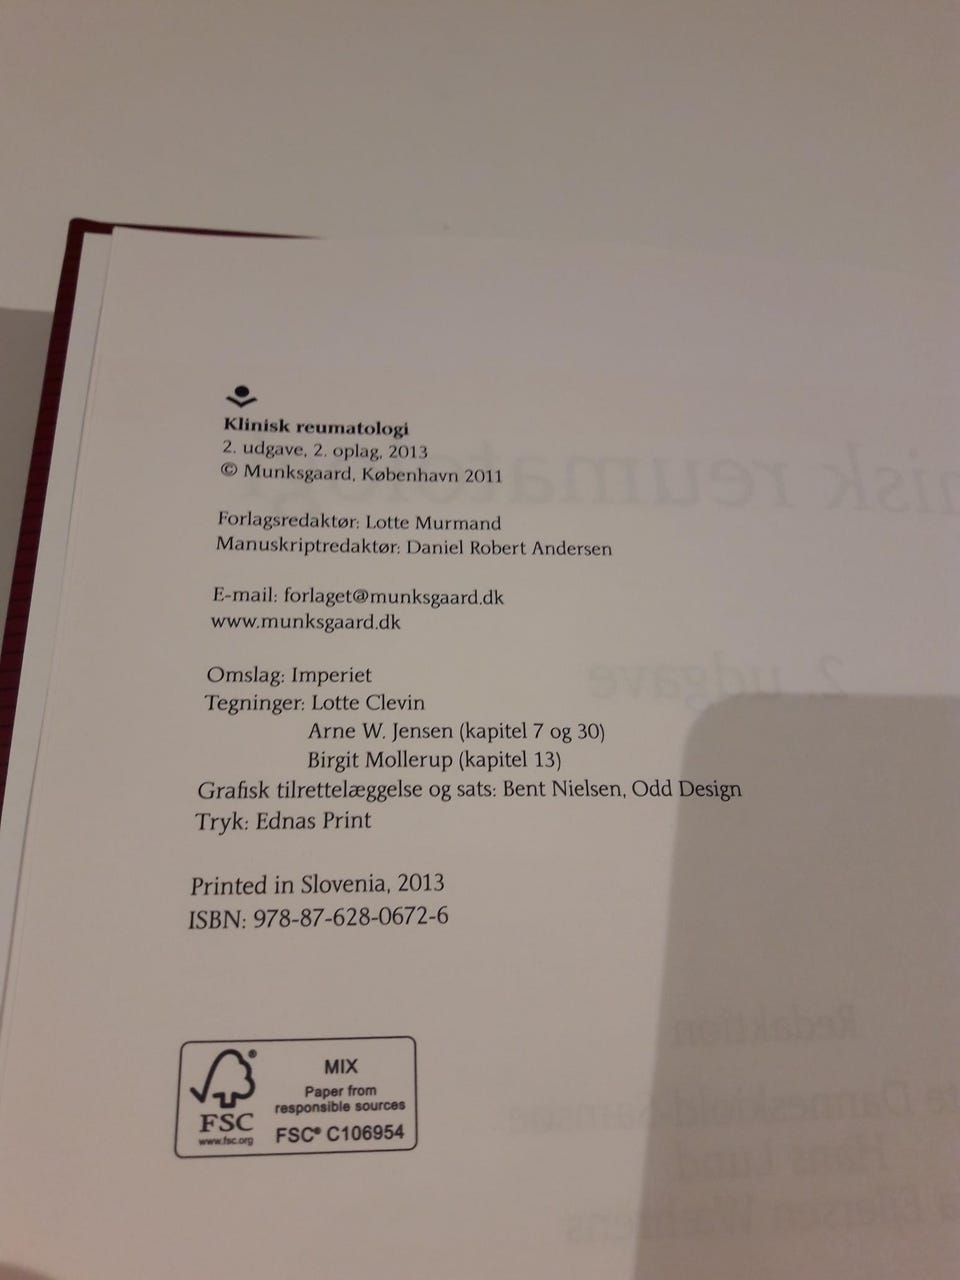 Klinisk reumatologi
2. udgave, 2. oplag, 2013
© Munksgaard, København 2011
Forlagsredaktør: Lotte Murmand
Manuskriptredaktør: Daniel Robert Andersen
E-mail: forlaget@munksgaard.dk
www.munksgaard.dk
Omslag: Imperiet
Tegninger: Lotte Clevin
Arne W. Jensen (kapitel 7 og 30)
Birgit Mollerup (kapitel 13)
Grafisk tilrettelæggelse og sats: Bent Nielsen, Odd Design
Tryk: Ednas Print
Printed in Slovenia, 2013
ISBN: 978-87-628-0672-6
FSC®
www.fsc.org
MIX
Paper from
responsible sources
FSC® C106954